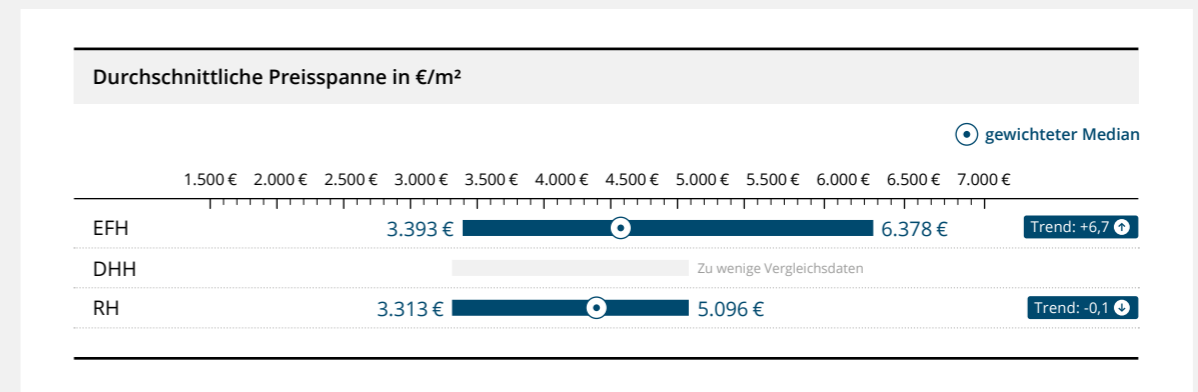 Durchschnittliche Preisspanne in €/m²
gewichteter Median
1.500 € 2.000 € 2.500 € 3.000 € 3.500 € 4.000 € 4.500 € 5.000 € 5.500 € 6.000 € 6.500 € 7.000 €
EFH 3.393 € 6.378 € Trend: +6,7
DHH Zu wenige Vergleichsdaten
RH 3.313 € 5.096 € Trend: -0,1